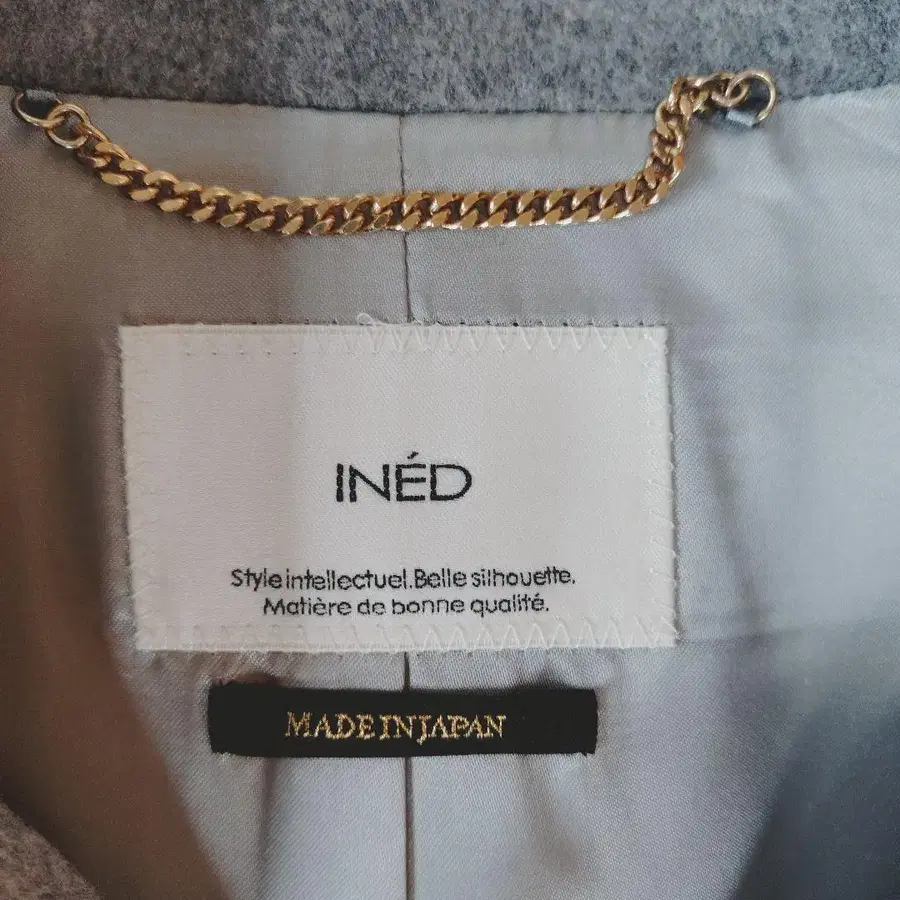 INÉD
Style intellectuel. Belle silhouette.
Matière de bonne qualité.
MADE IN JAPAN